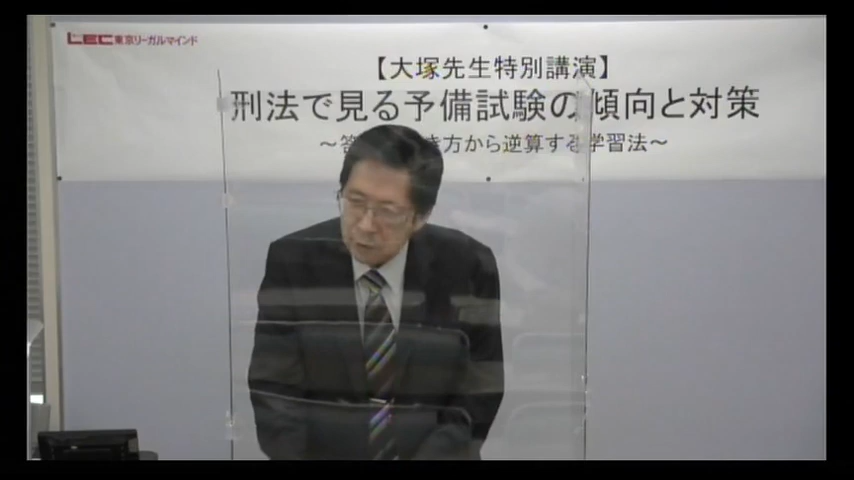 LEC東京リーガルマインド
【大塚先生特別講演】
刑法で見る予備試験の傾向と対策
～答 き方から逆算する学習法～